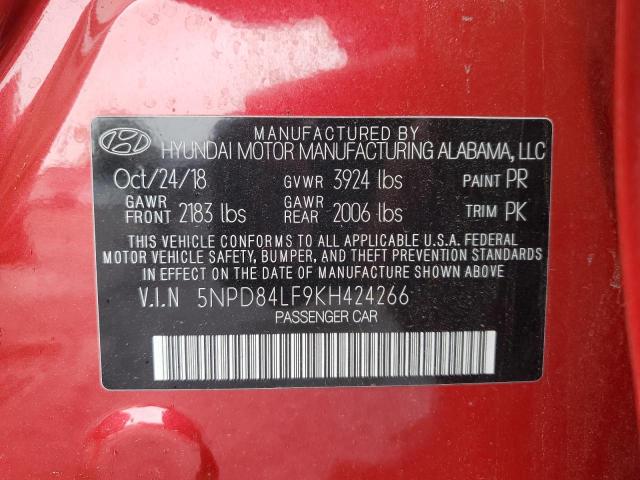 MANUFACTURED BY
HYUNDAI MOTOR MANUFACTURING ALABAMA, LLC
Oct/24/18 GVWR 3924 lbs PAINT PR
GAWR FRONT 2183 lbs GAWR REAR 2006 lbs TRIM PK
THIS VEHICLE CONFORMS TO ALL APPLICABLE U.S.A. FEDERAL
MOTOR VEHICLE SAFETY, BUMPER, AND THEFT PREVENTION
STANDARDS IN EFFECT ON THE DATE OF MANUFACTURE SHOWN ABOVE.
V.I.N 5NPD84LF9KH424266
PASSENGER CAR